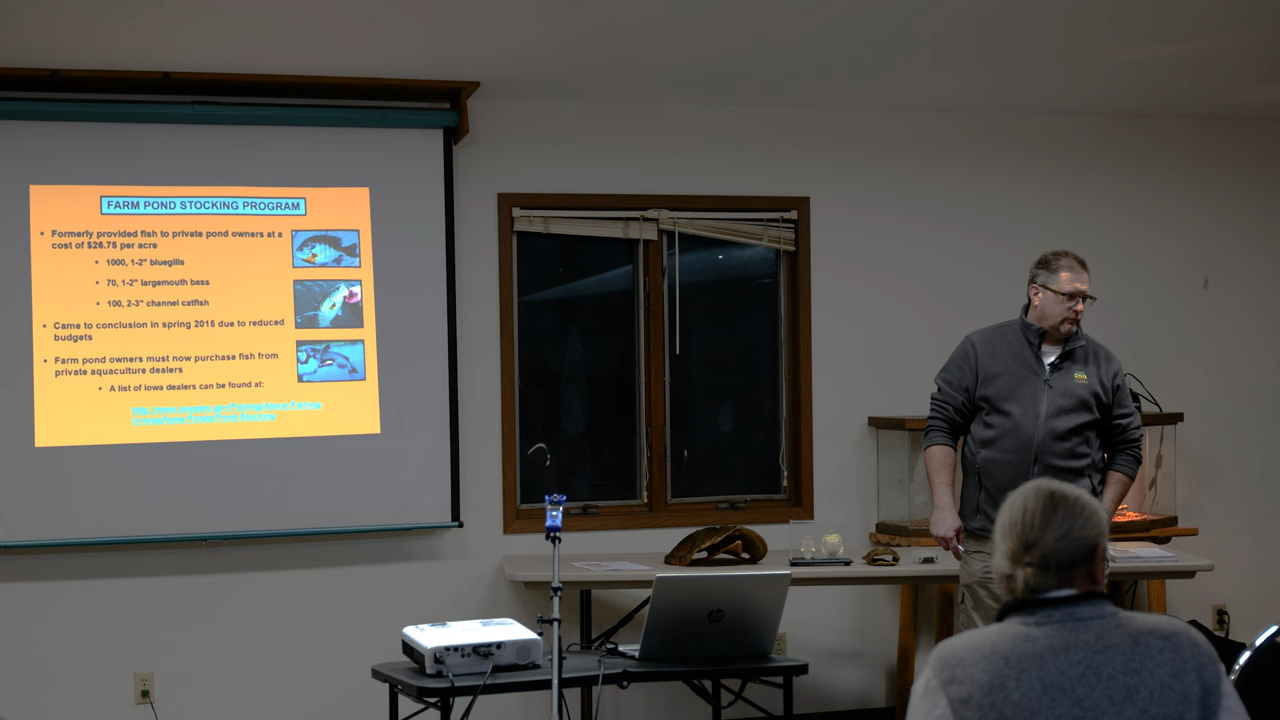 FARM POND STOCKING PROGRAM
• Formerly provided fish to private pond owners at a
cost of $26.75 per acre
• 1000, 1-2" bluegills
• 70, 1-2" largemouth bass
• 100, 2-3" channel catfish
• Came to conclusion in spring 2015 due to reduced
budgets
• Farm pond owners must now purchase fish from
private aquaculture dealers
• A list of Iowa dealers can be found at:
hp